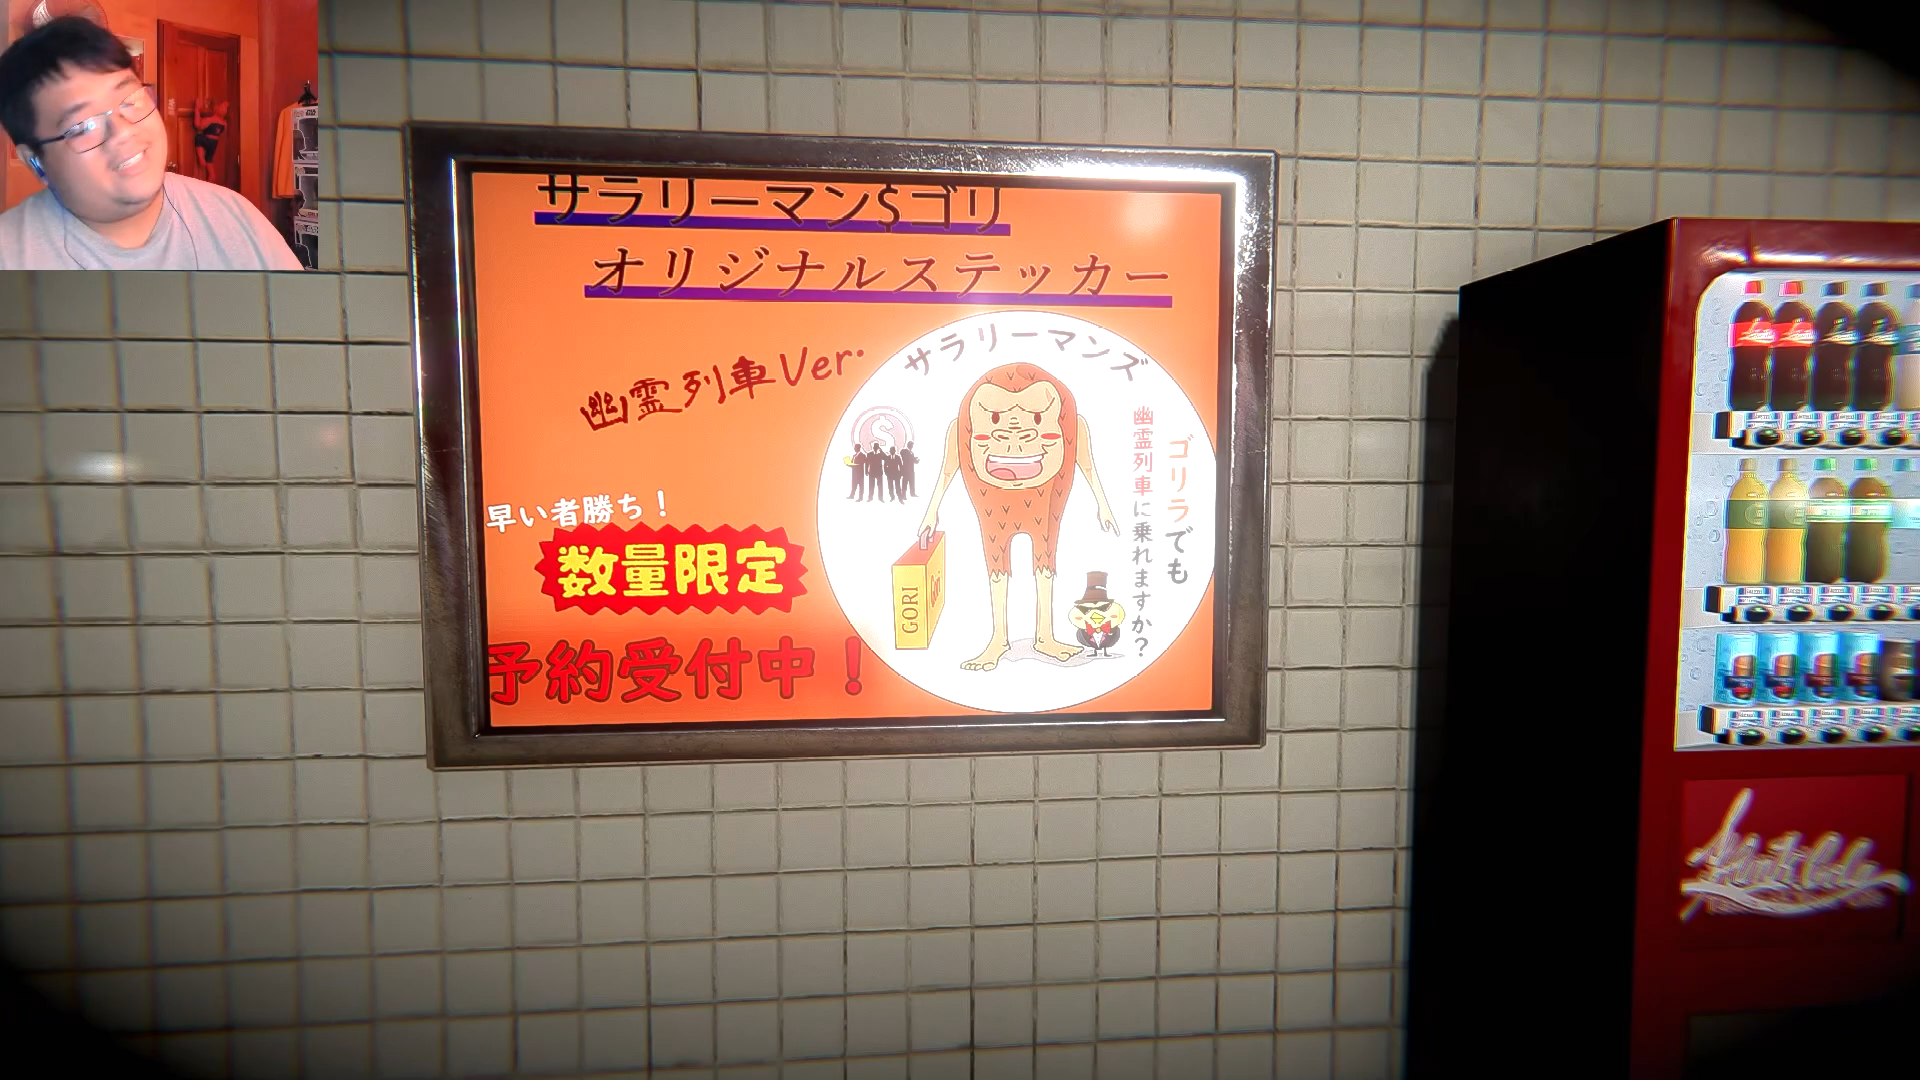 サラリーマン$ゴリ
オリジナルステッカー
幽霊列車Ver.
早い者勝ち！
数量限定
予約受付中！
サラリーマンズ
$
ゴリラでも
幽霊列車に乗れますか？
GORI